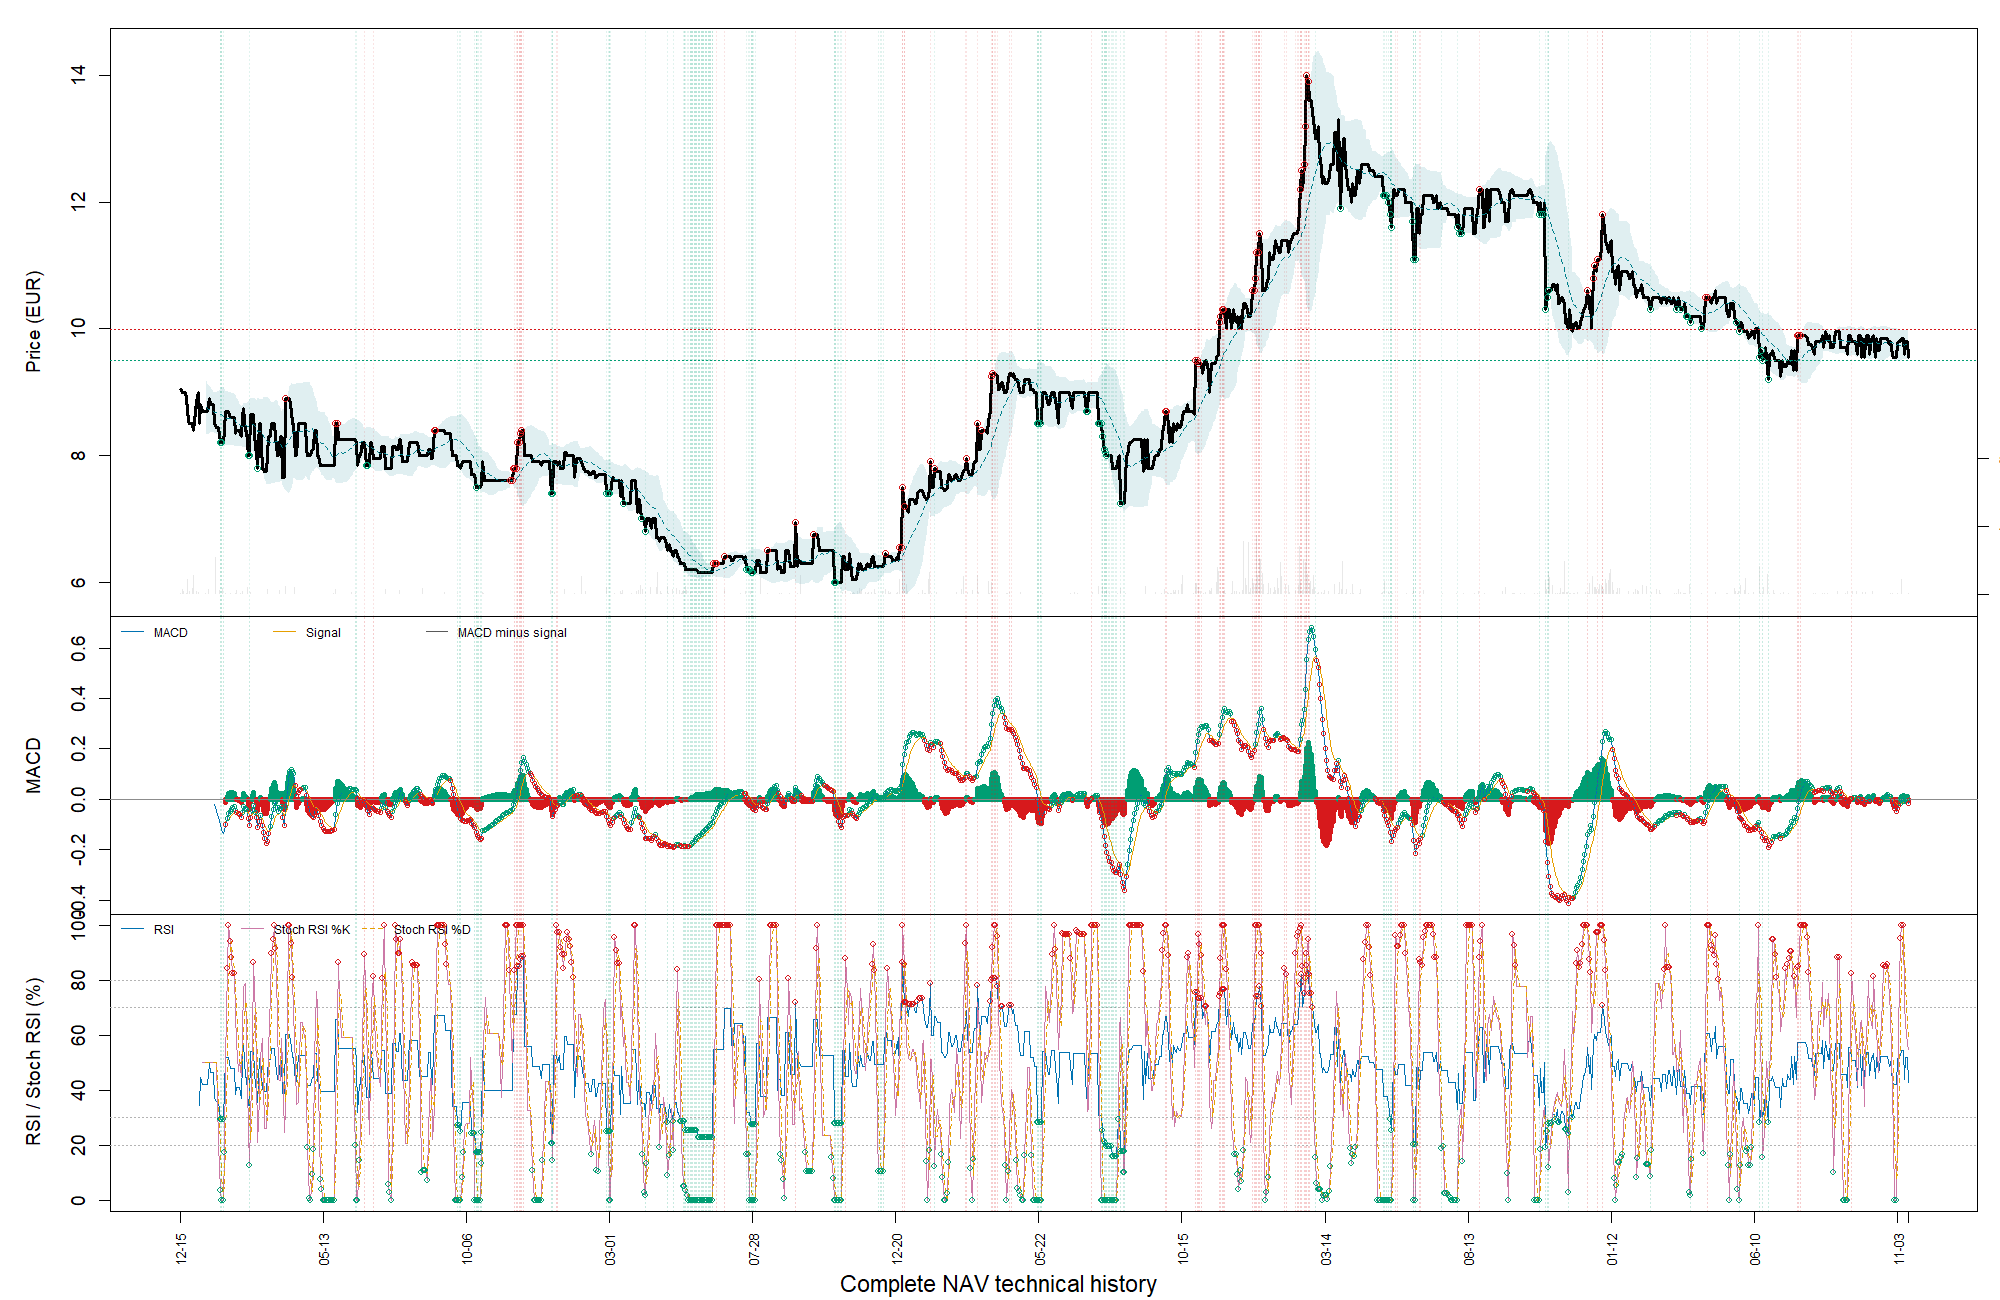 Price (EUR)
14
12
10
8
6
MACD Signal MACD minus signal
MACD
0.6
0.4
0.2
0.0
-0.2
-0.4
RSI Stoch RSI %K Stoch RSI %D
RSI / Stoch RSI (%)
100
80
60
40
20
0
12-15 05-13 10-06 03-01 07-28 12-20 05-22 10-15 03-14 08-13 01-12 06-10 11-03
Complete NAV technical history